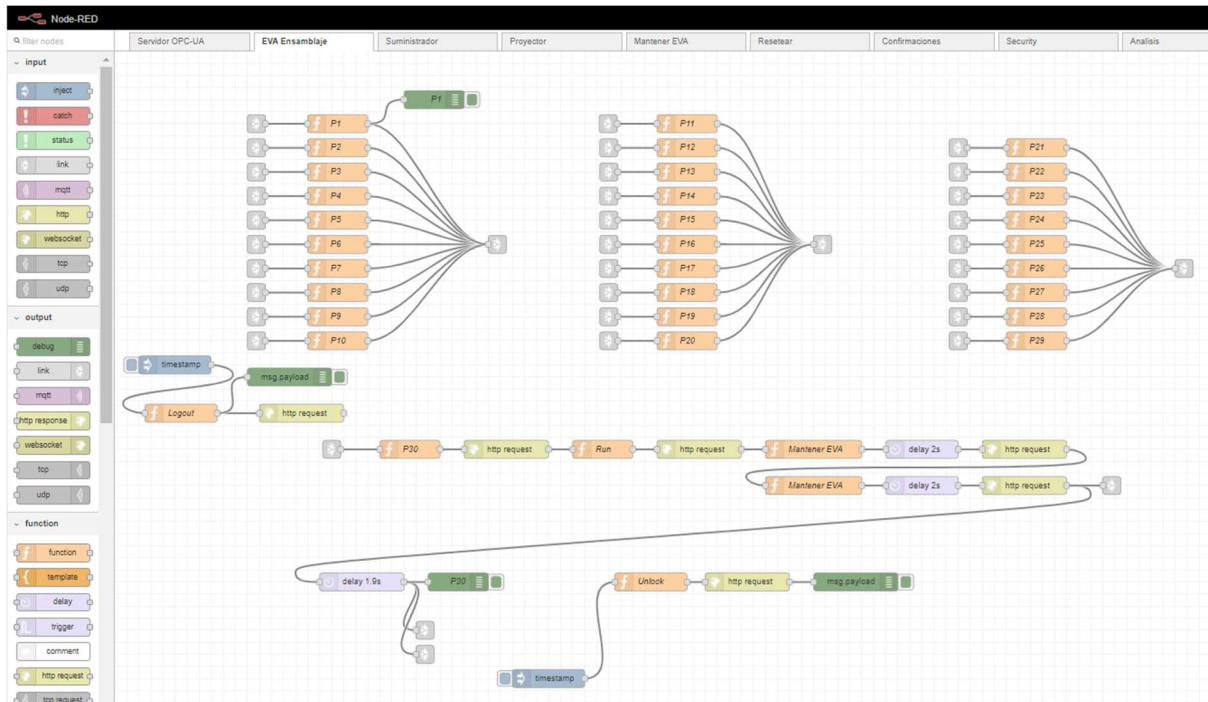 Node-RED
filter nodes
Servidor OPC-UA EVA Ensamblaje Suministrador Proyector Mantener EVA Resetear Confirmaciones Security Analisis
input
inject
catch
status
link
mqtt
http
websocket
tcp
udp
output
debug
link
mqtt
http response
websocket
tcp
udp
function
function
template
delay
trigger
comment
http request
tcp request
P1
P1
P2
P3
P4
P5
P6
P7
P8
P9
P10
P11
P12
P13
P14
P15
P16
P17
P18
P19
P20
P21
P22
P23
P24
P25
P26
P27
P28
P29
timestamp
msg.payload
Logout http request
P30 http request Run http request Mantener EVA delay 2s http request
Mantener EVA delay 2s http request
delay 1.9s P30 Unlock http request msg.payload
timestamp